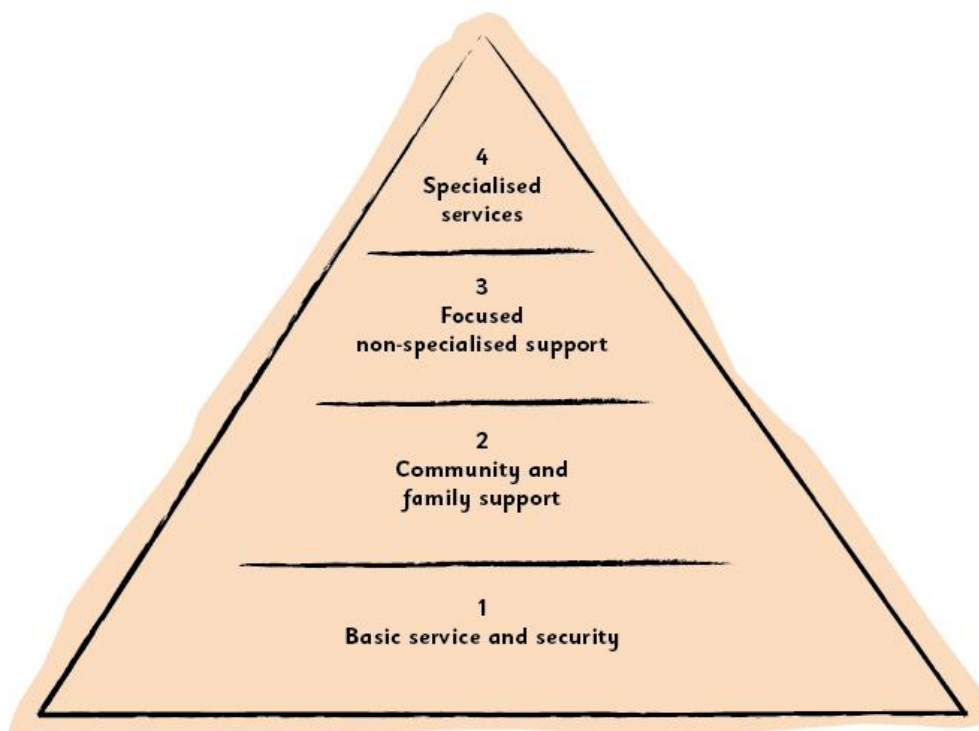 4
Specialised
services
3
Focused
non-specialised support
2
Community and
family support
1
Basic service and security